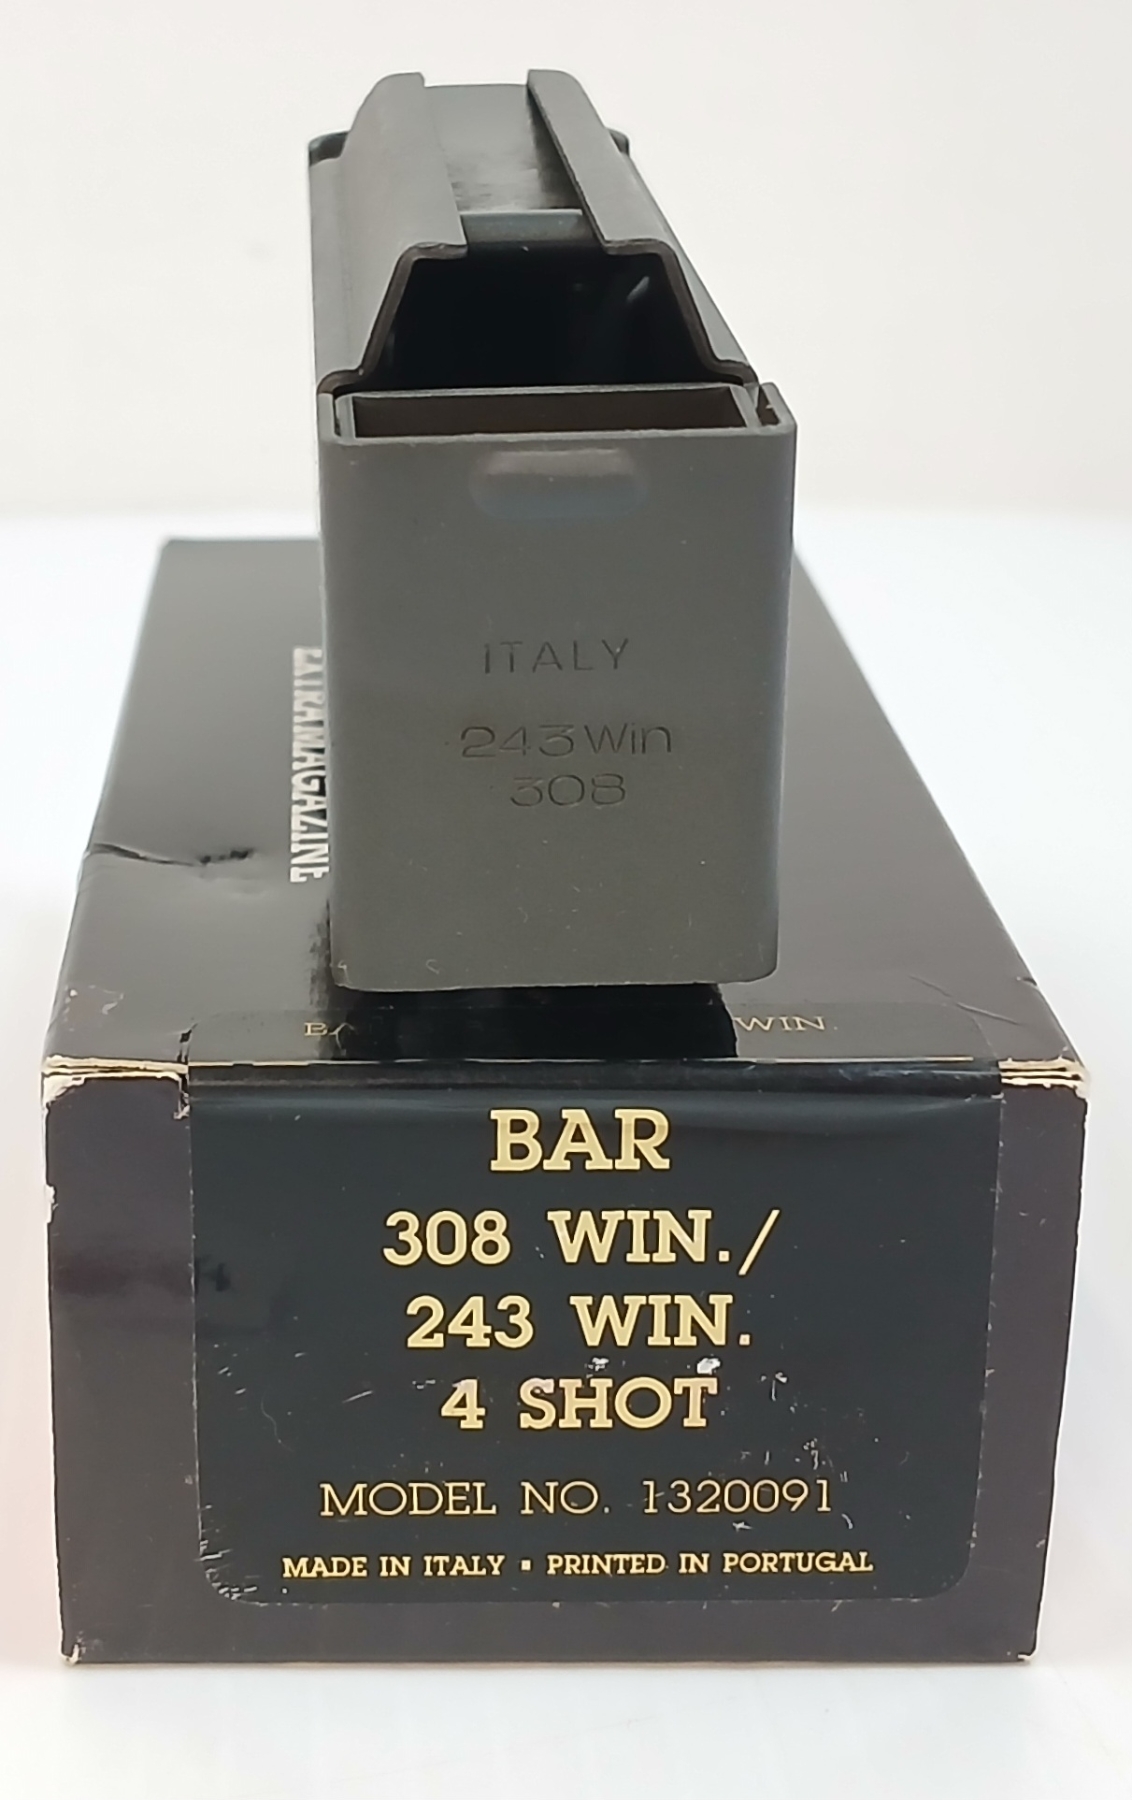 ITALY
243 Win
308
EXTRA MAGAZINE
WIN.
BAR
308 WIN./
243 WIN.
4 SHOT
MODEL NO. 1320091
MADE IN ITALY ▪ PRINTED IN PORTUGAL